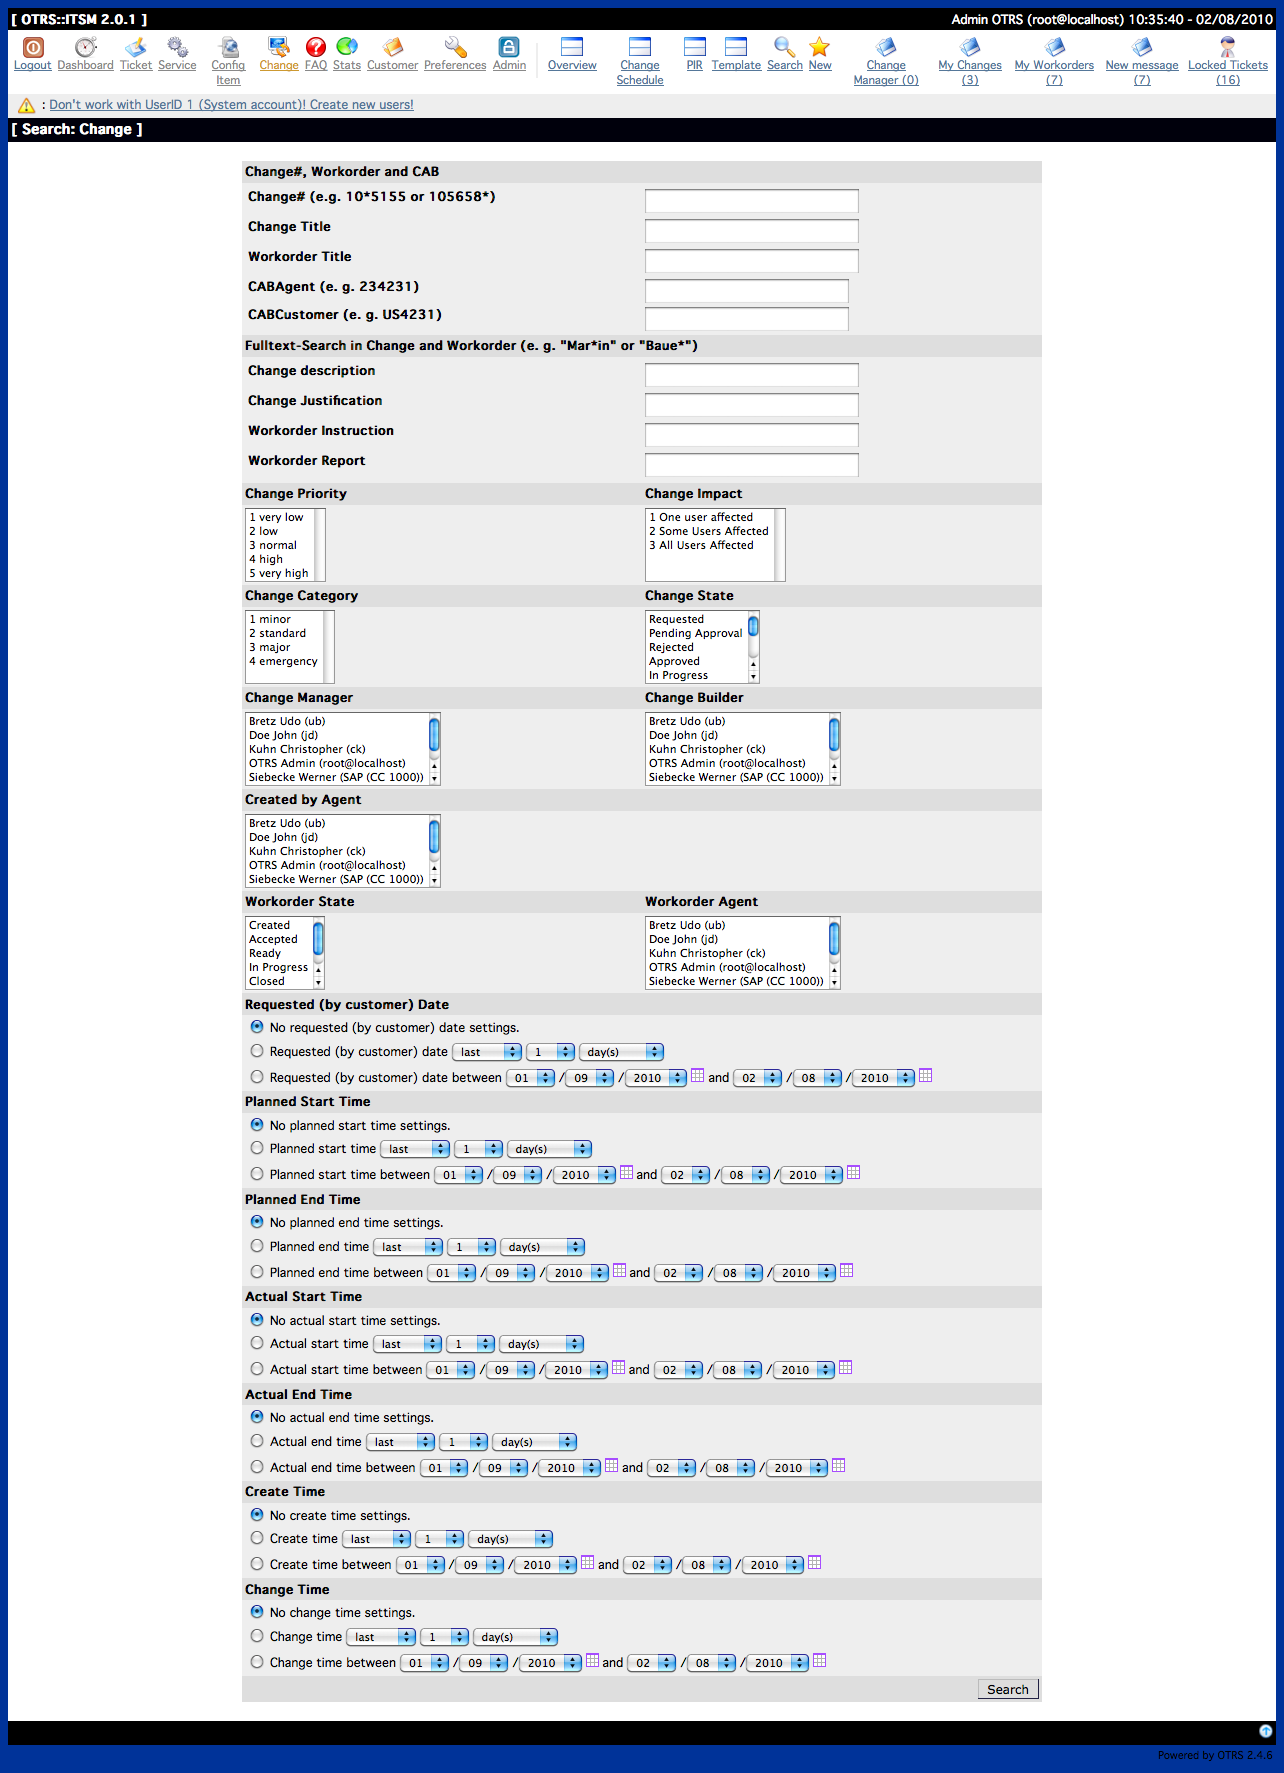 [ OTRS::ITSM 2.0.1 ]
Admin OTRS (root@localhost) 10:35:40 - 02/08/2010
Logout Dashboard Ticket Service Config Item Change FAQ Stats Customer Preferences Admin Overview Change Schedule PIR Template Search New Change Manager (0) My Changes (3) My Workorders (7) New message (7) Locked Tickets (16)
: Don't work with UserID 1 (System account)! Create new users!
[ Search: Change ]
Change#, Workorder and CAB
Change# (e.g. 10*5155 or 105658*)
Change Title
Workorder Title
CABAgent (e. g. 234231)
CABCustomer (e. g. US4231)
Fulltext-Search in Change and Workorder (e. g. "Mar*in" or "Baue*")
Change description
Change Justification
Workorder Instruction
Workorder Report
Change Priority
1 very low
2 low
3 normal
4 high
5 very high
Change Impact
1 One user affected
2 Some Users Affected
3 All Users Affected
Change Category
1 minor
2 standard
3 major
4 emergency
Change State
Requested
Pending Approval
Rejected
Approved
In Progress
Change Manager
Bretz Udo (ub)
Doe John (jd)
Kuhn Christopher (ck)
OTRS Admin (root@localhost)
Siebecke Werner (SAP (CC 1000))
Change Builder
Bretz Udo (ub)
Doe John (jd)
Kuhn Christopher (ck)
OTRS Admin (root@localhost)
Siebecke Werner (SAP (CC 1000))
Created by Agent
Bretz Udo (ub)
Doe John (jd)
Kuhn Christopher (ck)
OTRS Admin (root@localhost)
Siebecke Werner (SAP (CC 1000))
Workorder State
Created
Accepted
Ready
In Progress
Closed
Workorder Agent
Bretz Udo (ub)
Doe John (jd)
Kuhn Christopher (ck)
OTRS Admin (root@localhost)
Siebecke Werner (SAP (CC 1000))
Requested (by customer) Date
No requested (by customer) date settings.
Requested (by customer) date last 1 day(s)
Requested (by customer) date between 01 / 09 / 2010 and 02 / 08 / 2010
Planned Start Time
No planned start time settings.
Planned start time last 1 day(s)
Planned start time between 01 / 09 / 2010 and 02 / 08 / 2010
Planned End Time
No planned end time settings.
Planned end time last 1 day(s)
Planned end time between 01 / 09 / 2010 and 02 / 08 / 2010
Actual Start Time
No actual start time settings.
Actual start time last 1 day(s)
Actual start time between 01 / 09 / 2010 and 02 / 08 / 2010
Actual End Time
No actual end time settings.
Actual end time last 1 day(s)
Actual end time between 01 / 09 / 2010 and 02 / 08 / 2010
Create Time
No create time settings.
Create time last 1 day(s)
Create time between 01 / 09 / 2010 and 02 / 08 / 2010
Change Time
No change time settings.
Change time last 1 day(s)
Change time between 01 / 09 / 2010 and 02 / 08 / 2010
Search
Powered by OTRS 2.4.6